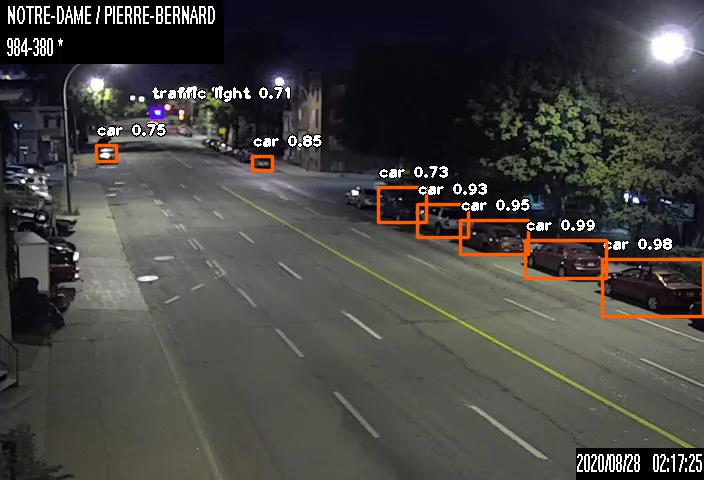 NOTRE-DAME / PIERRE-BERNARD
984-380 *
traffic light 0.71
car 0.75
car 0.85
car 0.73
car 0.93
car 0.95
car 0.99
car 0.98
2020/08/28 02:17:25